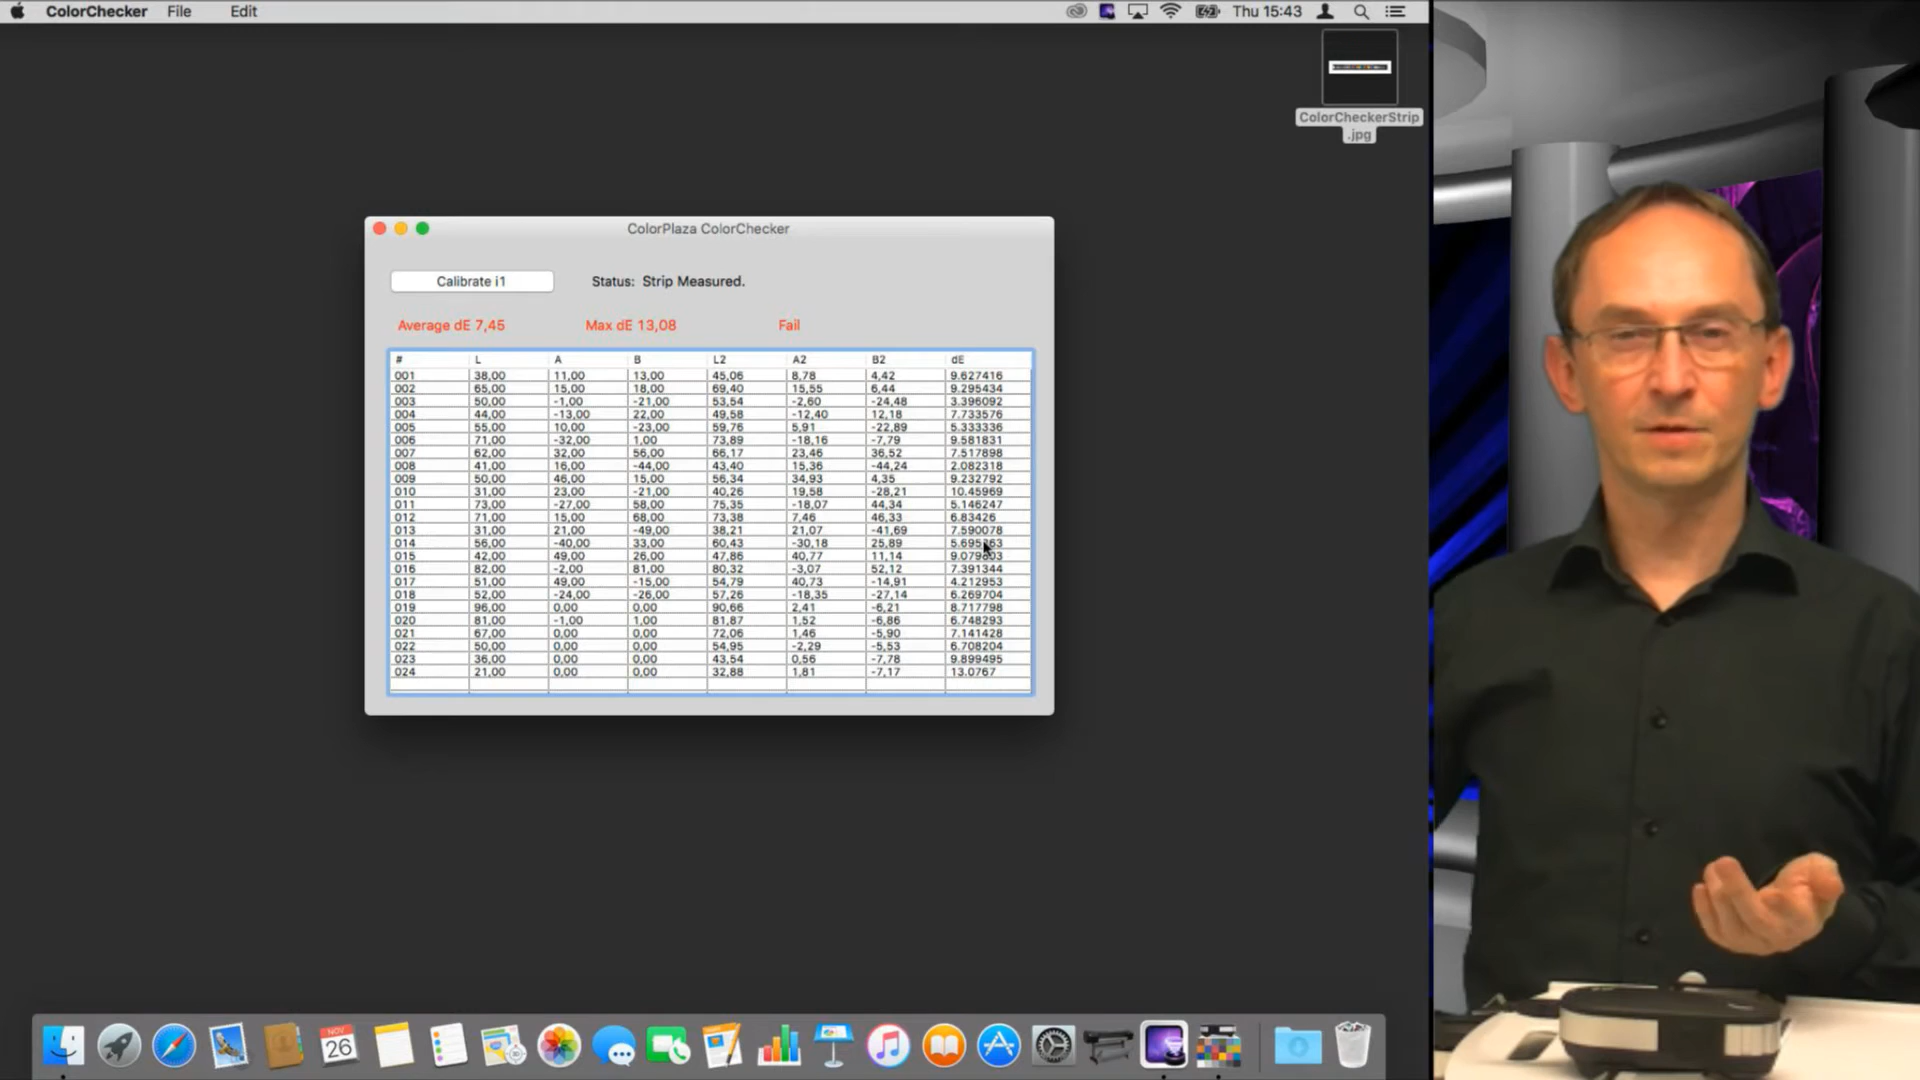 ColorChecker File Edit Thu 15:43
ColorCheckerStrip
.jpg
ColorPlaza ColorChecker
Calibrate i1 Status: Strip Measured.
Average dE 7,45 Max dE 13,08 Fail
# L A B L2 A2 B2 dE
001 38,00 11,00 13,00 45,06 8,78 4,42 9.627416
002 65,00 15,00 18,00 69,40 15,55 6,44 9.295434
003 50,00 -1,00 -21,00 53,54 -2,60 -24,48 3.396092
004 44,00 -13,00 22,00 49,58 -12,40 12,18 7.733576
005 55,00 10,00 -23,00 59,76 5,91 -22,89 5.333336
006 71,00 -32,00 1,00 73,89 -18,16 -7,79 9.581831
007 62,00 32,00 56,00 66,17 23,46 36,52 7.517898
008 41,00 16,00 -44,00 43,40 15,36 -44,24 2.082318
009 50,00 46,00 15,00 56,34 34,93 4,35 9.232792
010 31,00 23,00 -21,00 40,26 19,58 -28,21 10.45969
011 73,00 -27,00 58,00 75,35 -18,07 44,34 5.146247
012 71,00 15,00 68,00 73,38 7,46 46,33 6.83426
013 31,00 21,00 -49,00 38,21 21,07 -41,69 7.590078
014 56,00 -40,00 33,00 60,43 -30,18 25,89
015 42,00 49,00 26,00 47,86 40,77 11,14
016 82,00 -2,00 81,00 80,32 -3,07 52,12 7.391344
017 51,00 49,00 -15,00 54,79 40,73 -14,91 4.212953
018 52,00 -24,00 -26,00 57,26 -18,35 -27,14 6.269704
019 96,00 0,00 0,00 90,66 2,41 -6,21 8.717798
020 81,00 -1,00 1,00 81,87 1,52 -6,86 6.748293
021 67,00 0,00 0,00 72,06 1,46 -5,90 7.141428
022 50,00 0,00 0,00 54,95 -2,29 -5,53 6.708204
023 36,00 0,00 0,00 43,54 0,56 -7,78 9.899495
024 21,00 0,00 0,00 32,88 1,81 -7,17 13.0767
NOV
26